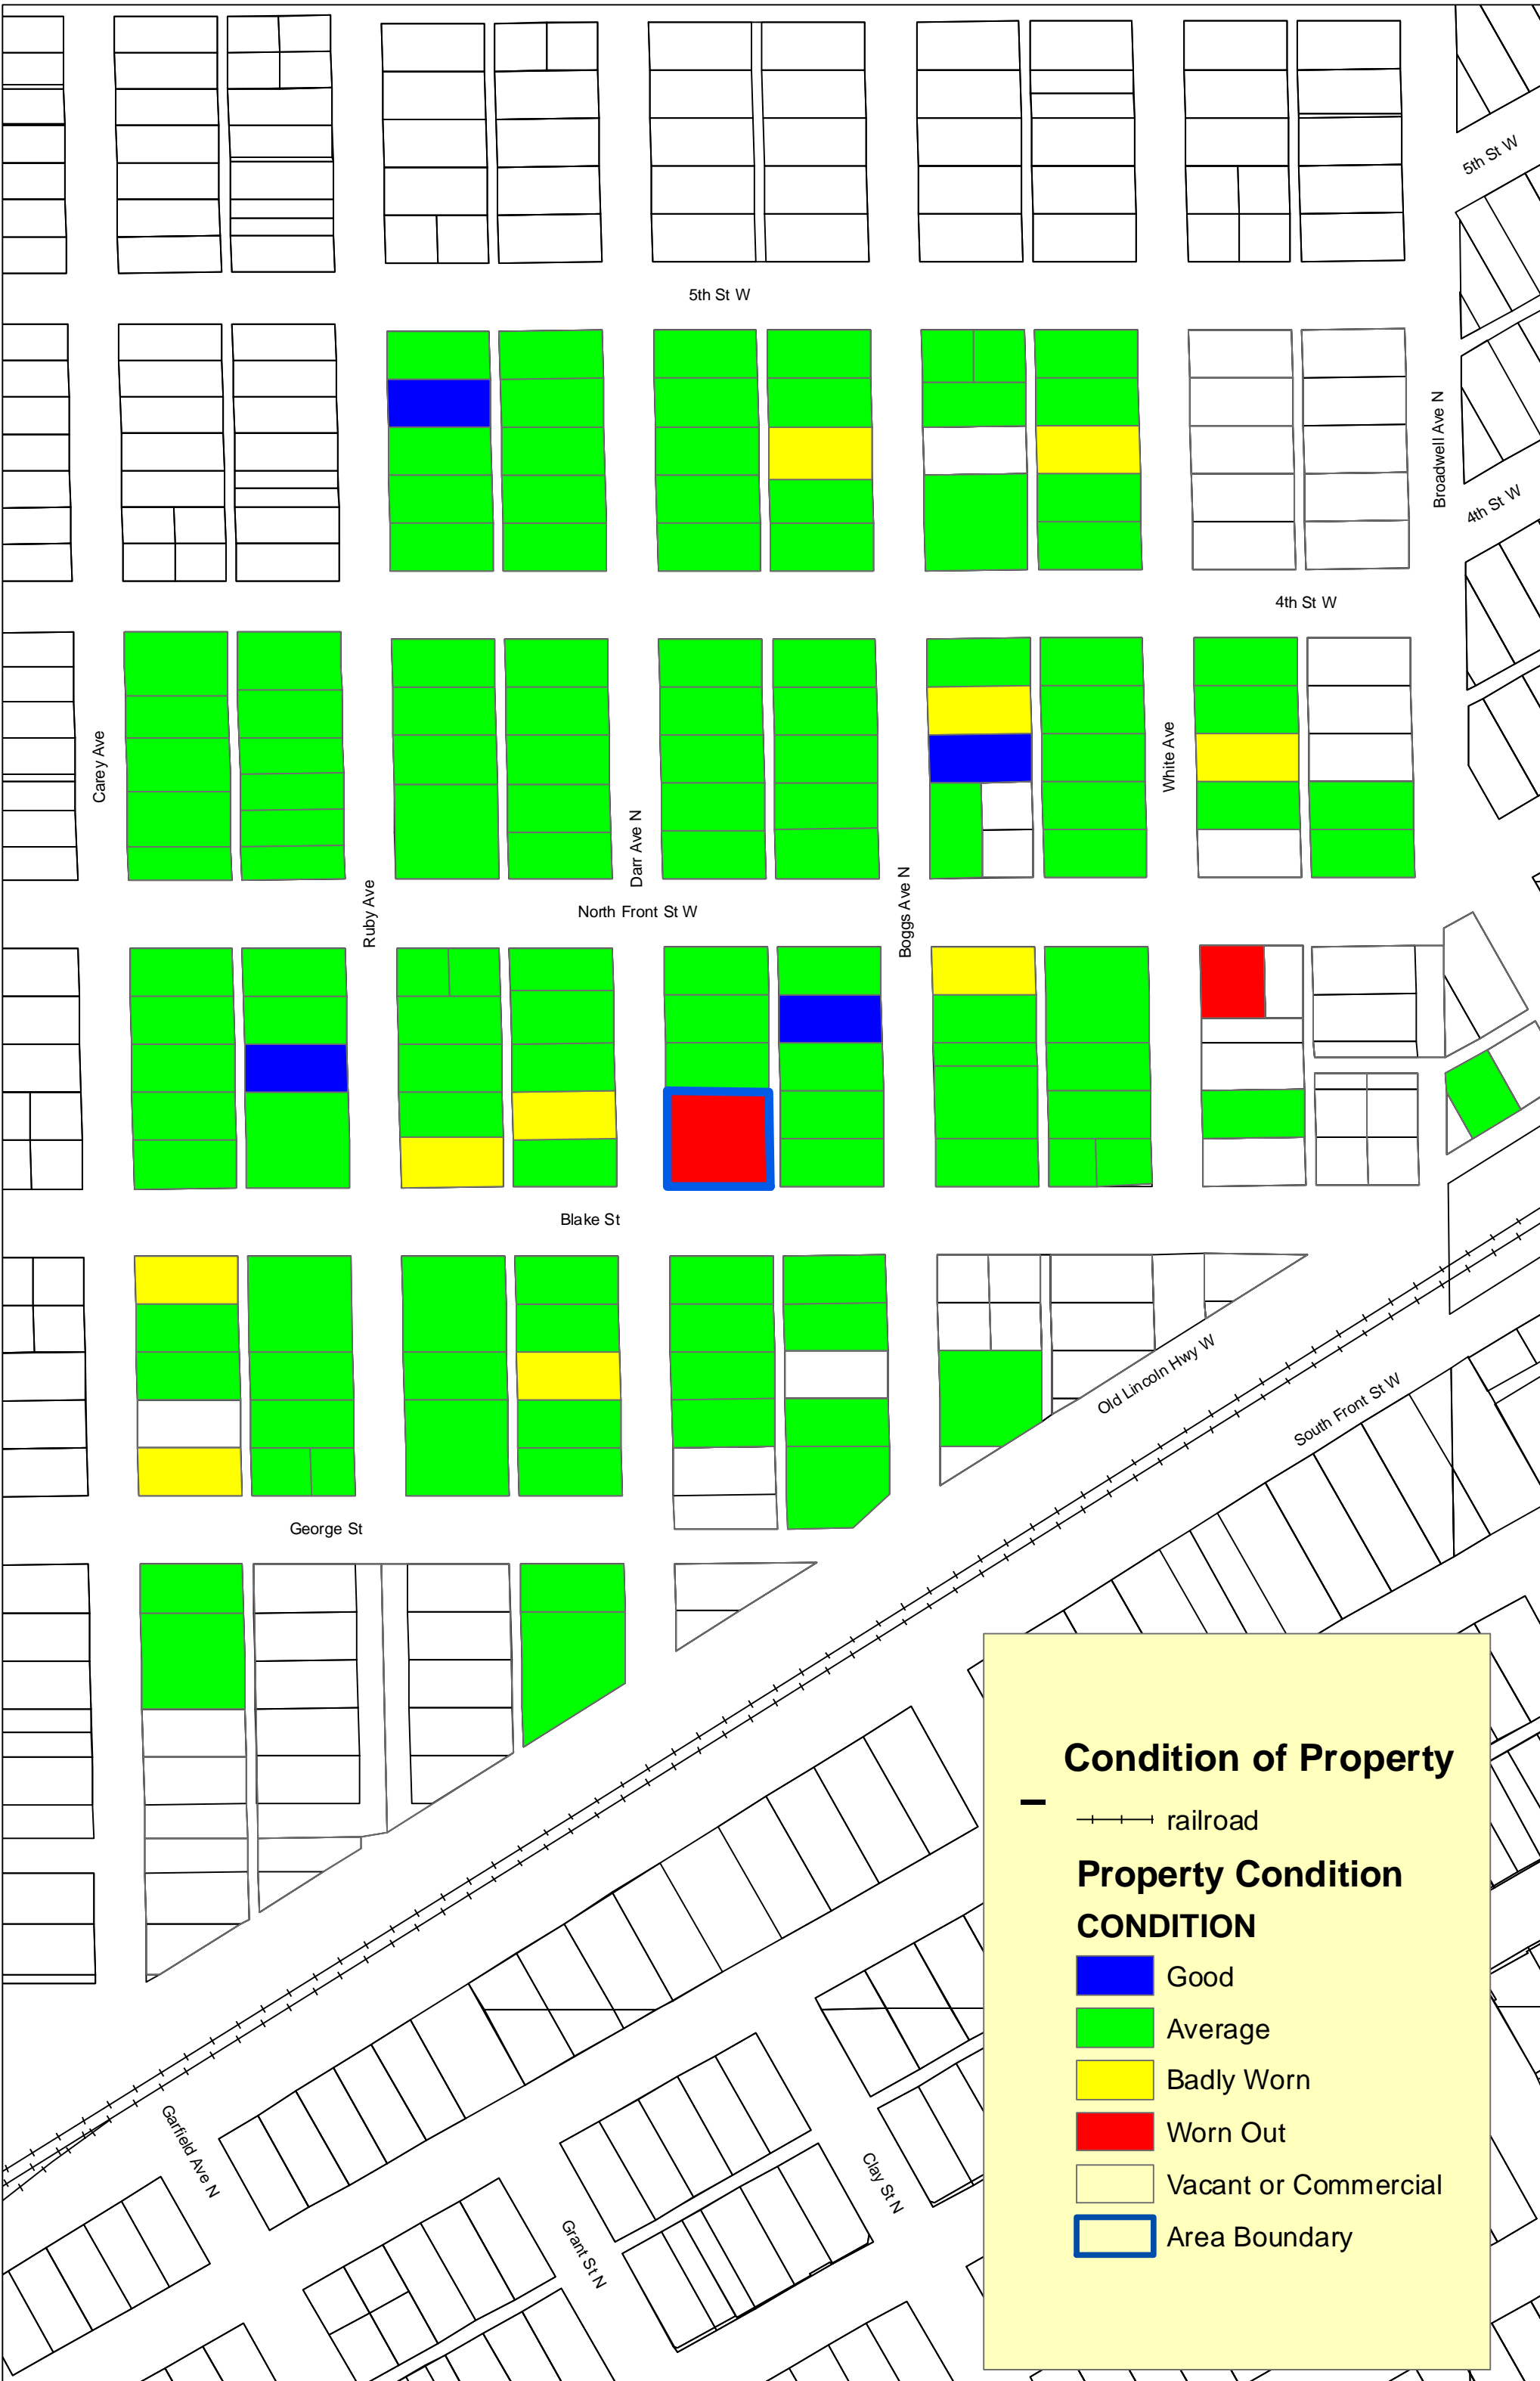 5th St W
5th St W
Broadwell Ave N
4th St W
4th St W
Carey Ave
White Ave
Darr Ave N
Ruby Ave
Boggs Ave N
North Front St W
Blake St
Old Lincoln Hwy W
South Front St W
George St
Garfield Ave N
Grant St N
Clay St N
Condition of Property
railroad
Property Condition
CONDITION
Good
Average
Badly Worn
Worn Out
Vacant or Commercial
Area Boundary